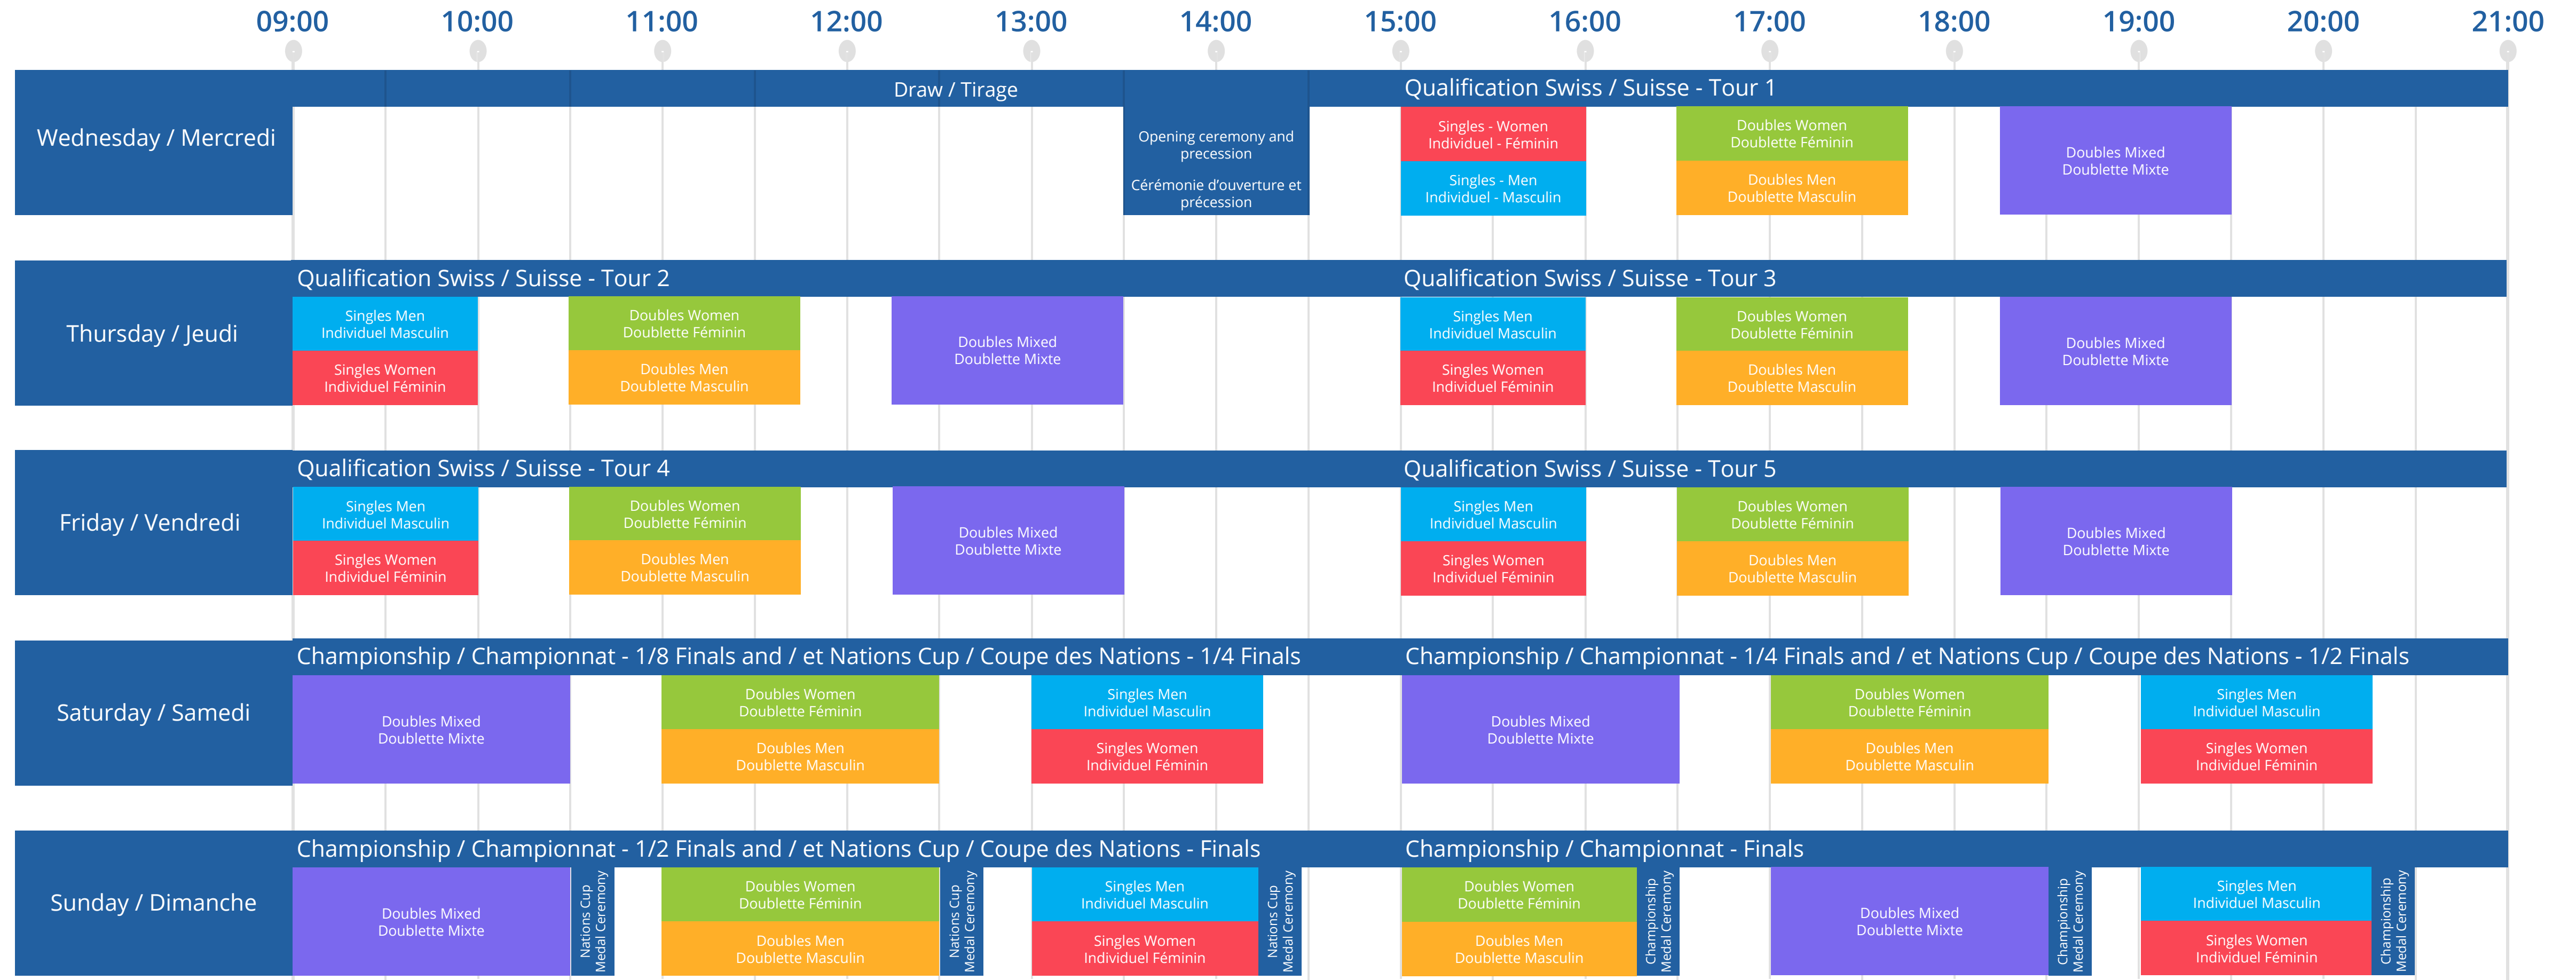 09:00 10:00 11:00 12:00 13:00 14:00 15:00 16:00 17:00 18:00 19:00 20:00 21:00
Wednesday / Mercredi
Draw / Tirage
Opening ceremony and
precession
Cérémonie d'ouverture et
précession
Qualification Swiss / Suisse - Tour 1
Singles - Women
Individuel - Féminin
Singles - Men
Individuel - Masculin
Doubles Women
Doublette Féminin
Doubles Men
Doublette Masculin
Doubles Mixed
Doublette Mixte
Thursday / Jeudi
Qualification Swiss / Suisse - Tour 2
Singles Men
Individuel Masculin
Singles Women
Individuel Féminin
Doubles Women
Doublette Féminin
Doubles Men
Doublette Masculin
Doubles Mixed
Doublette Mixte
Qualification Swiss / Suisse - Tour 3
Singles Men
Individuel Masculin
Singles Women
Individuel Féminin
Doubles Women
Doublette Féminin
Doubles Men
Doublette Masculin
Doubles Mixed
Doublette Mixte
Friday / Vendredi
Qualification Swiss / Suisse - Tour 4
Singles Men
Individuel Masculin
Singles Women
Individuel Féminin
Doubles Women
Doublette Féminin
Doubles Men
Doublette Masculin
Doubles Mixed
Doublette Mixte
Qualification Swiss / Suisse - Tour 5
Singles Men
Individuel Masculin
Singles Women
Individuel Féminin
Doubles Women
Doublette Féminin
Doubles Men
Doublette Masculin
Doubles Mixed
Doublette Mixte
Saturday / Samedi
Championship / Championnat - 1/8 Finals and / et Nations Cup / Coupe des Nations - 1/4 Finals
Doubles Mixed
Doublette Mixte
Doubles Women
Doublette Féminin
Doubles Men
Doublette Masculin
Singles Men
Individuel Masculin
Singles Women
Individuel Féminin
Championship / Championnat - 1/4 Finals and / et Nations Cup / Coupe des Nations - 1/2 Finals
Doubles Mixed
Doublette Mixte
Doubles Women
Doublette Féminin
Doubles Men
Doublette Masculin
Singles Men
Individuel Masculin
Singles Women
Individuel Féminin
Sunday / Dimanche
Championship / Championnat - 1/2 Finals and / et Nations Cup / Coupe des Nations - Finals
Doubles Mixed
Doublette Mixte
Nations Cup
Medal Ceremony
Doubles Women
Doublette Féminin
Doubles Men
Doublette Masculin
Nations Cup
Medal Ceremony
Singles Men
Individuel Masculin
Singles Women
Individuel Féminin
Nations Cup
Medal Ceremony
Championship / Championnat - Finals
Doubles Women
Doublette Féminin
Doubles Men
Doublette Masculin
Championship
Medal Ceremony
Doubles Mixed
Doublette Mixte
Championship
Medal Ceremony
Singles Men
Individuel Masculin
Singles Women
Individuel Féminin
Championship
Medal Ceremony